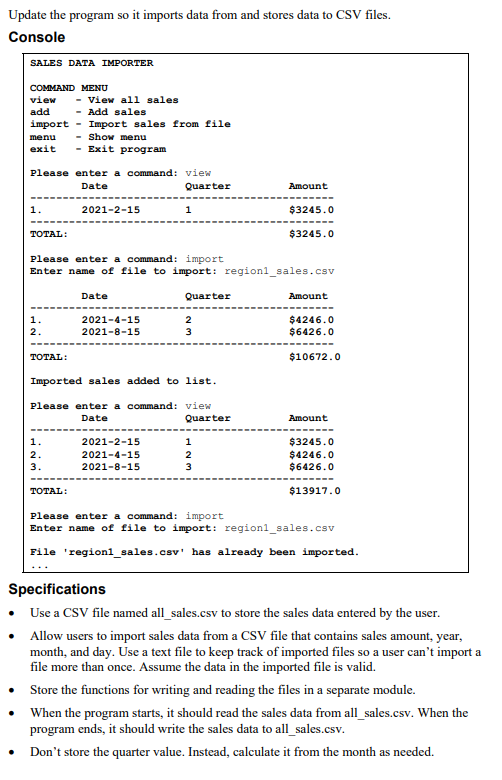 Update the program so it imports data from and stores data to CSV files.
Console
SALES DATA IMPORTER
COMMAND MENU
view - View all sales
add - Add sales
import - Import sales from file
menu - Show menu
exit - Exit program
Please enter a command: view
Date Quarter Amount
-----------------------------------------------
1. 2021-2-15 1 $3245.0
-----------------------------------------------
TOTAL: $3245.0
Please enter a command: import
Enter name of file to import: region1_sales.csv
Date Quarter Amount
-----------------------------------------------
1. 2021-4-15 2 $4246.0
2. 2021-8-15 3 $6426.0
-----------------------------------------------
TOTAL: $10672.0
Imported sales added to list.
Please enter a command: view
Date Quarter Amount
-----------------------------------------------
1. 2021-2-15 1 $3245.0
2. 2021-4-15 2 $4246.0
3. 2021-8-15 3 $6426.0
-----------------------------------------------
TOTAL: $13917.0
Please enter a command: import
Enter name of file to import: region1_sales.csv
File 'region1_sales.csv' has already been imported.
...
Specifications
• Use a CSV file named all_sales.csv to store the sales data entered by the user.
• Allow users to import sales data from a CSV file that contains sales amount, year,
month, and day. Use a text file to keep track of imported files so a user can't import a
file more than once. Assume the data in the imported file is valid.
• Store the functions for writing and reading the files in a separate module.
• When the program starts, it should read the sales data from all_sales.csv. When the
program ends, it should write the sales data to all_sales.csv.
• Don't store the quarter value. Instead, calculate it from the month as needed.